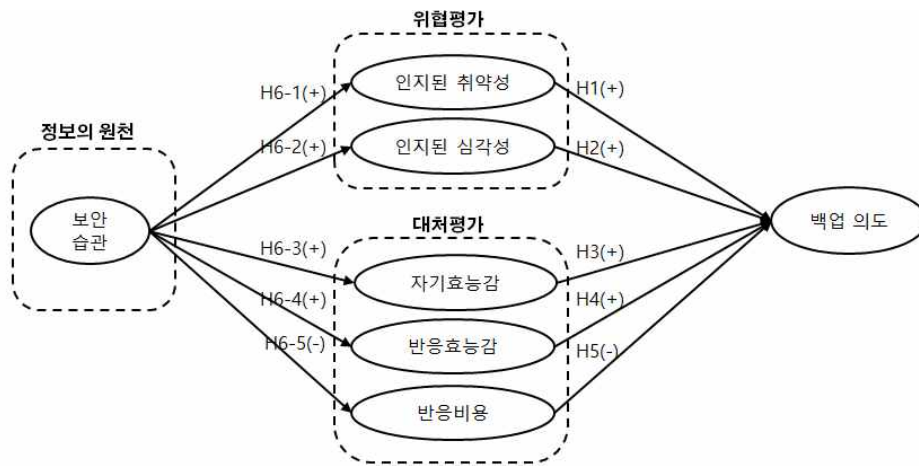 위협평가
인지된 취약성
H6-1(+)
H1(+)
정보의 원천
H6-2(+)
인지된 심각성
H2(+)
보안
습관
백업 의도
대처평가
H6-3(+)
H3(+)
자기효능감
H6-4(+)
H4(+)
반응효능감
H6-5(-)
H5(-)
반응비용